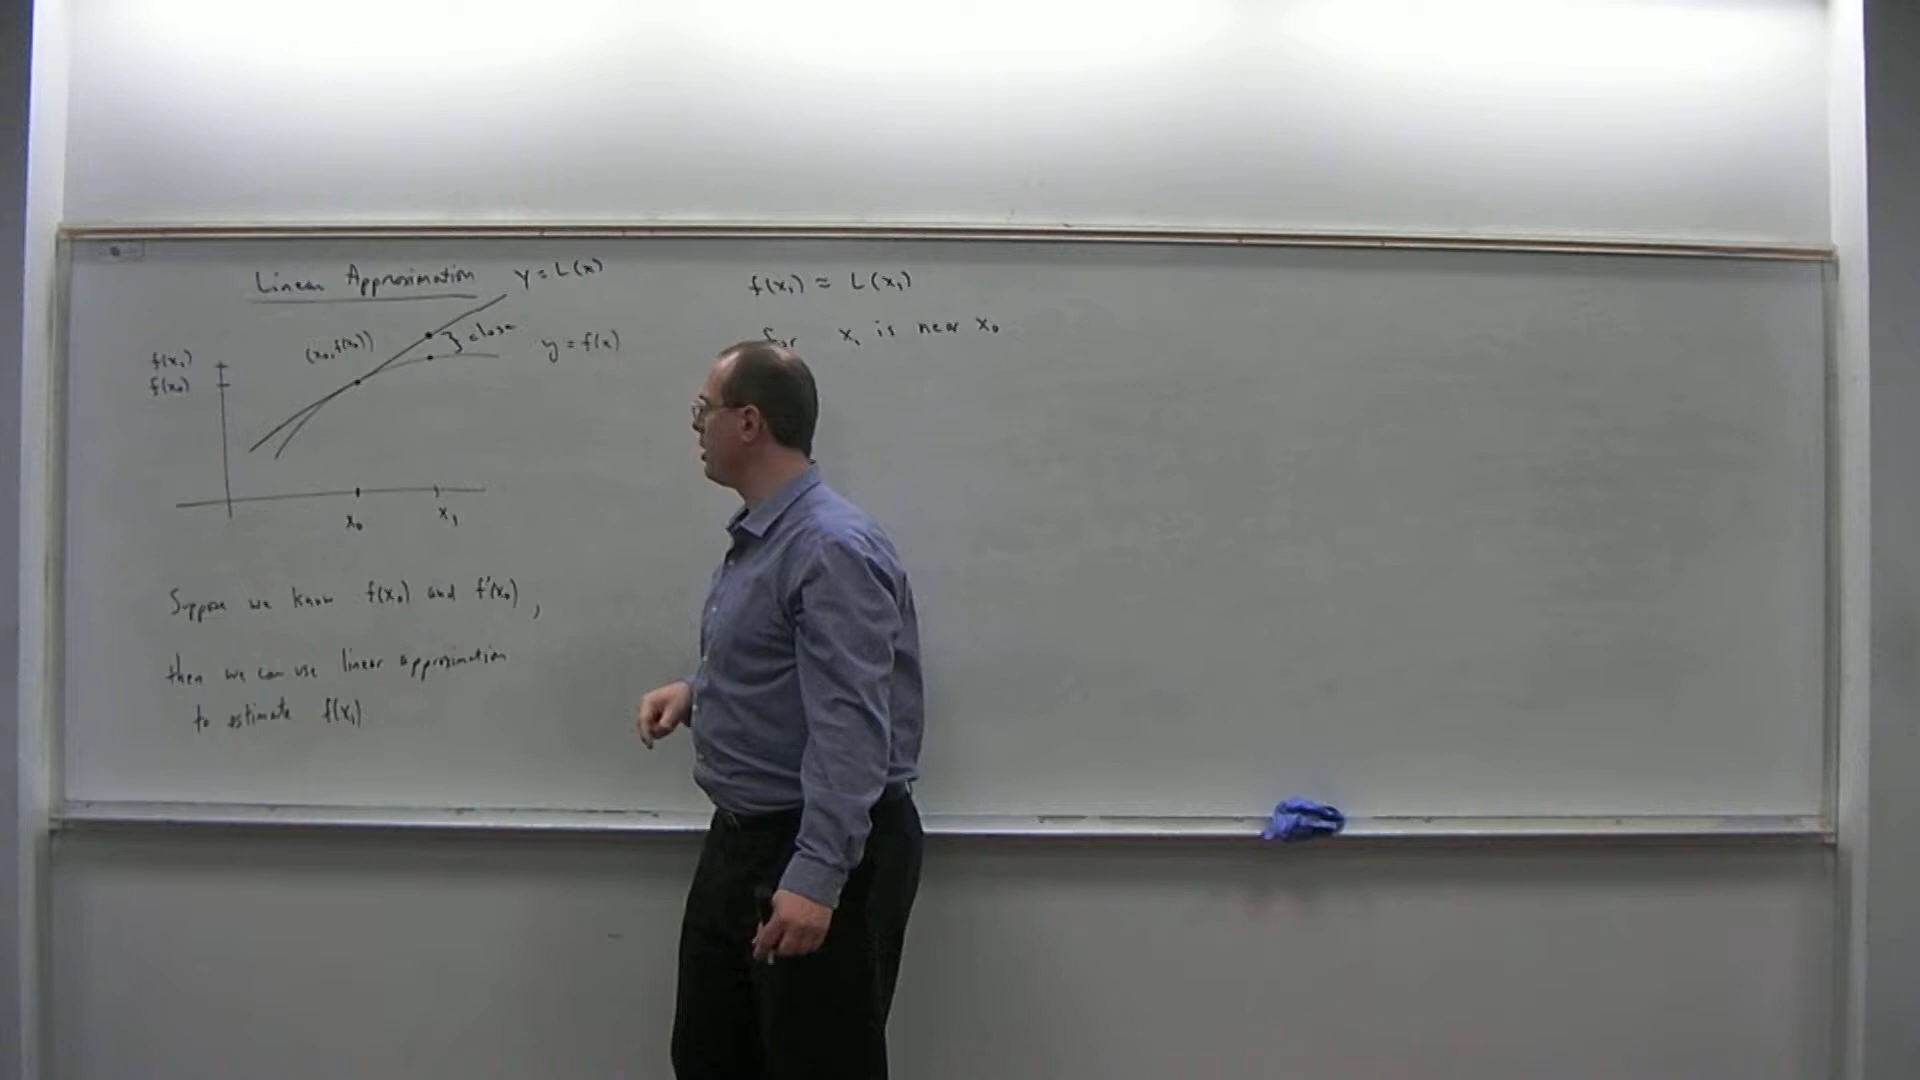 Linear Approximation
y = L(x)
(x₀, f(x₀))
} close
y = f(x)
f(x₁)
f(x₀)
x₀
x₁
Suppose we know f(x₀) and f'(x₀),
then we can use linear approximation
to estimate f(x₁)
f(x₁) ≈ L(x₁)
for x₁ is near x₀